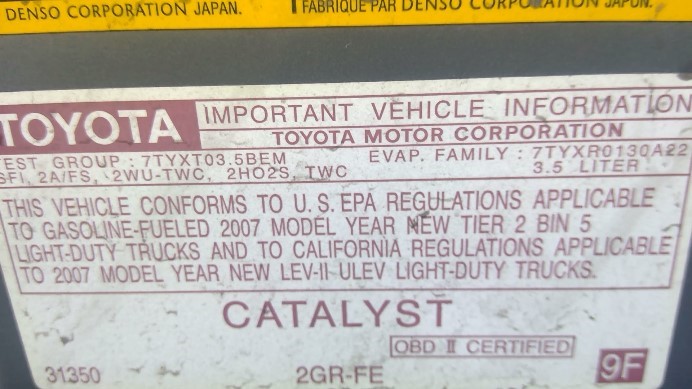 DENSO CORPORATION JAPAN.
FABRIQUÉ PAR DENSO CORPORATION JAPON.
TOYOTA
IMPORTANT VEHICLE INFORMATION
TOYOTA MOTOR CORPORATION
TEST GROUP : 7TYXT03.5BEM
EVAP. FAMILY : 7TYXR0130A22
SFI, 2A/FS, 2WU-TWC, 2HO2S, TWC
3.5 LITER
THIS VEHICLE CONFORMS TO U.S. EPA REGULATIONS APPLICABLE
TO GASOLINE-FUELED 2007 MODEL YEAR NEW TIER 2 BIN 5
LIGHT-DUTY TRUCKS AND TO CALIFORNIA REGULATIONS APPLICABLE
TO 2007 MODEL YEAR NEW LEV-II ULEV LIGHT-DUTY TRUCKS.
CATALYST
OBD II CERTIFIED
31350
2GR-FE
9F